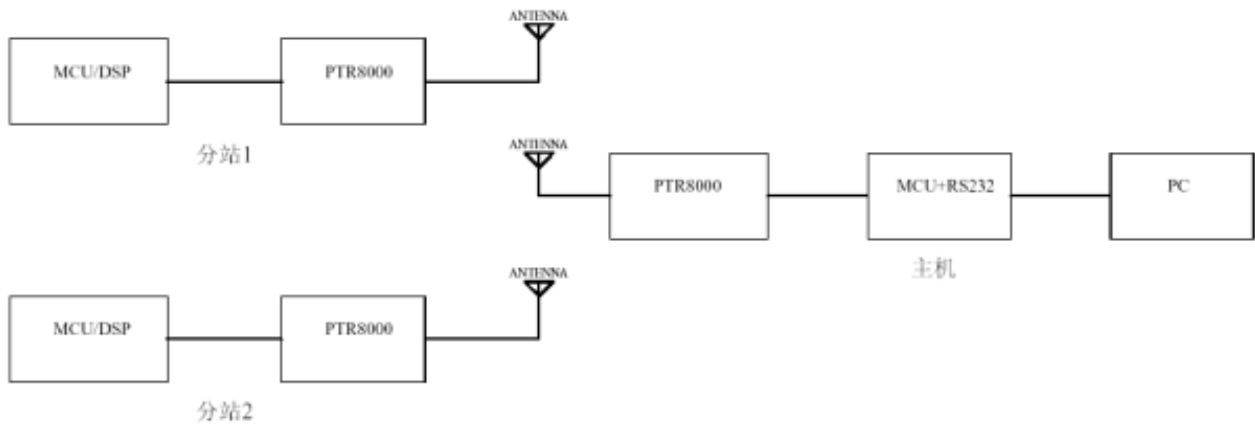 ANTENNA
MCU/DSP
PTR8000
分站1
ANTENNA
PTR8000
MCU+RS232
PC
主机
ANTENNA
MCU/DSP
PTR8000
分站2